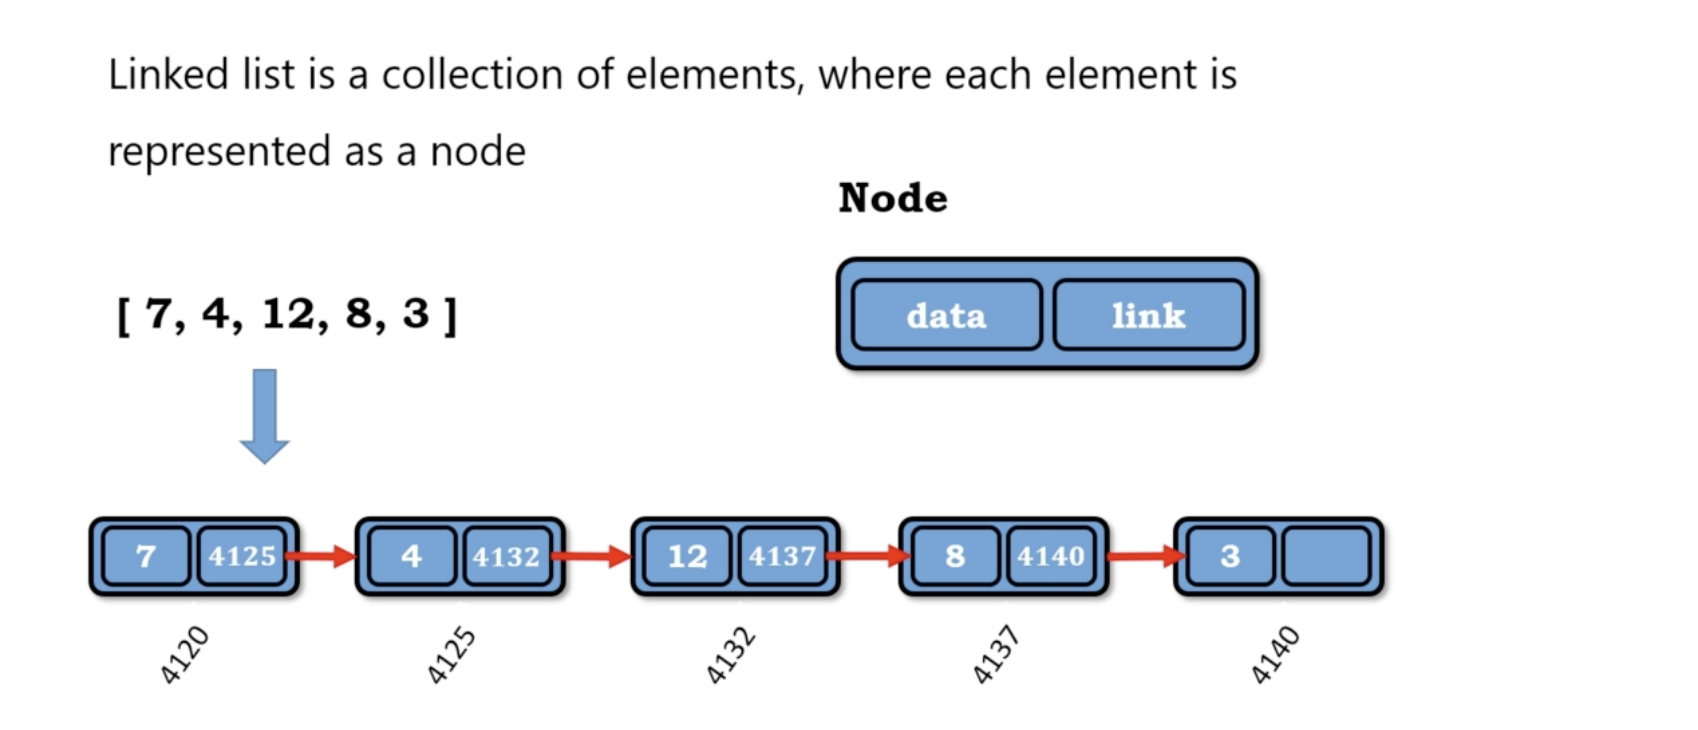 Linked list is a collection of elements, where each element is
represented as a node
Node
[ 7, 4, 12, 8, 3 ]
data link
7 4125 4 4132 12 4137 8 4140 3
4120 4125 4132 4137 4140